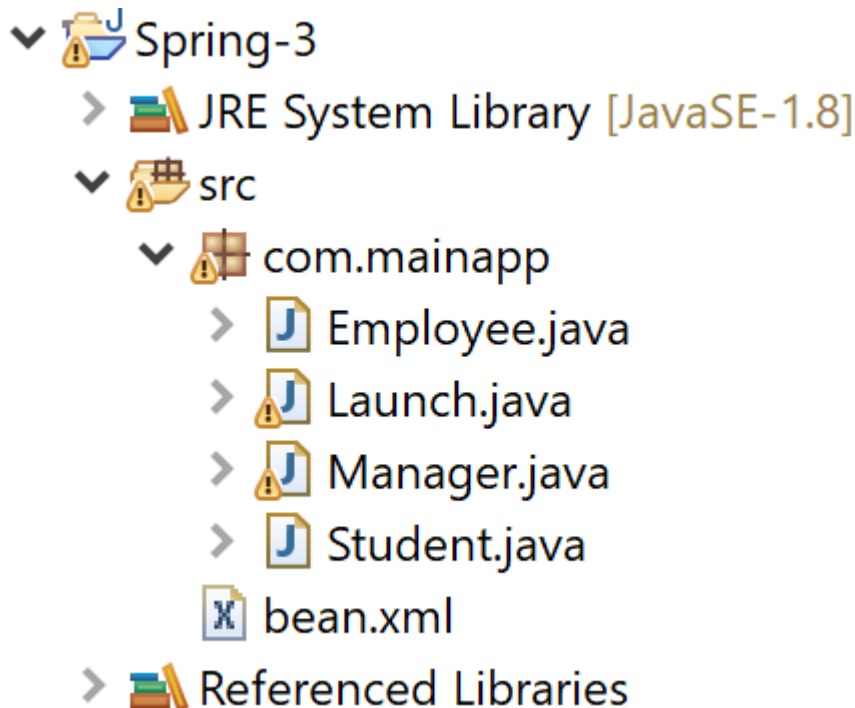 Spring-3
JRE System Library [JavaSE-1.8]
src
com.mainapp
Employee.java
Launch.java
Manager.java
Student.java
bean.xml
Referenced Libraries